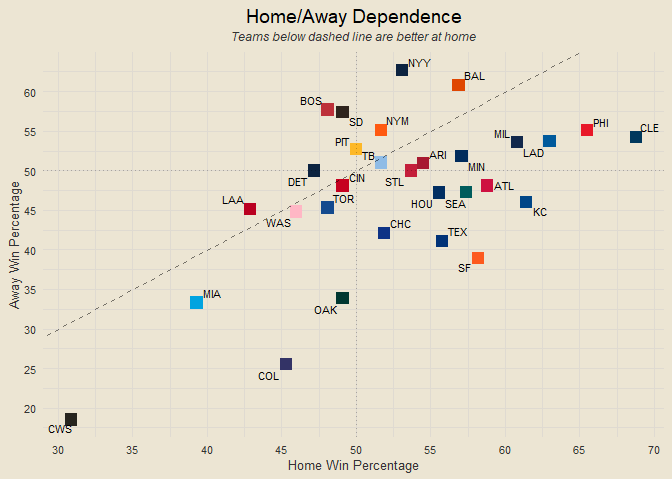 Home/Away Dependence
Teams below dashed line are better at home
NYY
BAL
60
BOS
SD
NYM
PHI
CLE
55
PIT
TB
MIL
LAD
ARI
MIN
50
DET
CIN
STL
ATL
LAA
TOR
HOU
SEA
KC
45
WAS
CHC
TEX
40
SF
35
MIA
OAK
30
25
COL
20
CWS
30
35
40
45
50
55
60
65
70
Home Win Percentage
Away Win Percentage